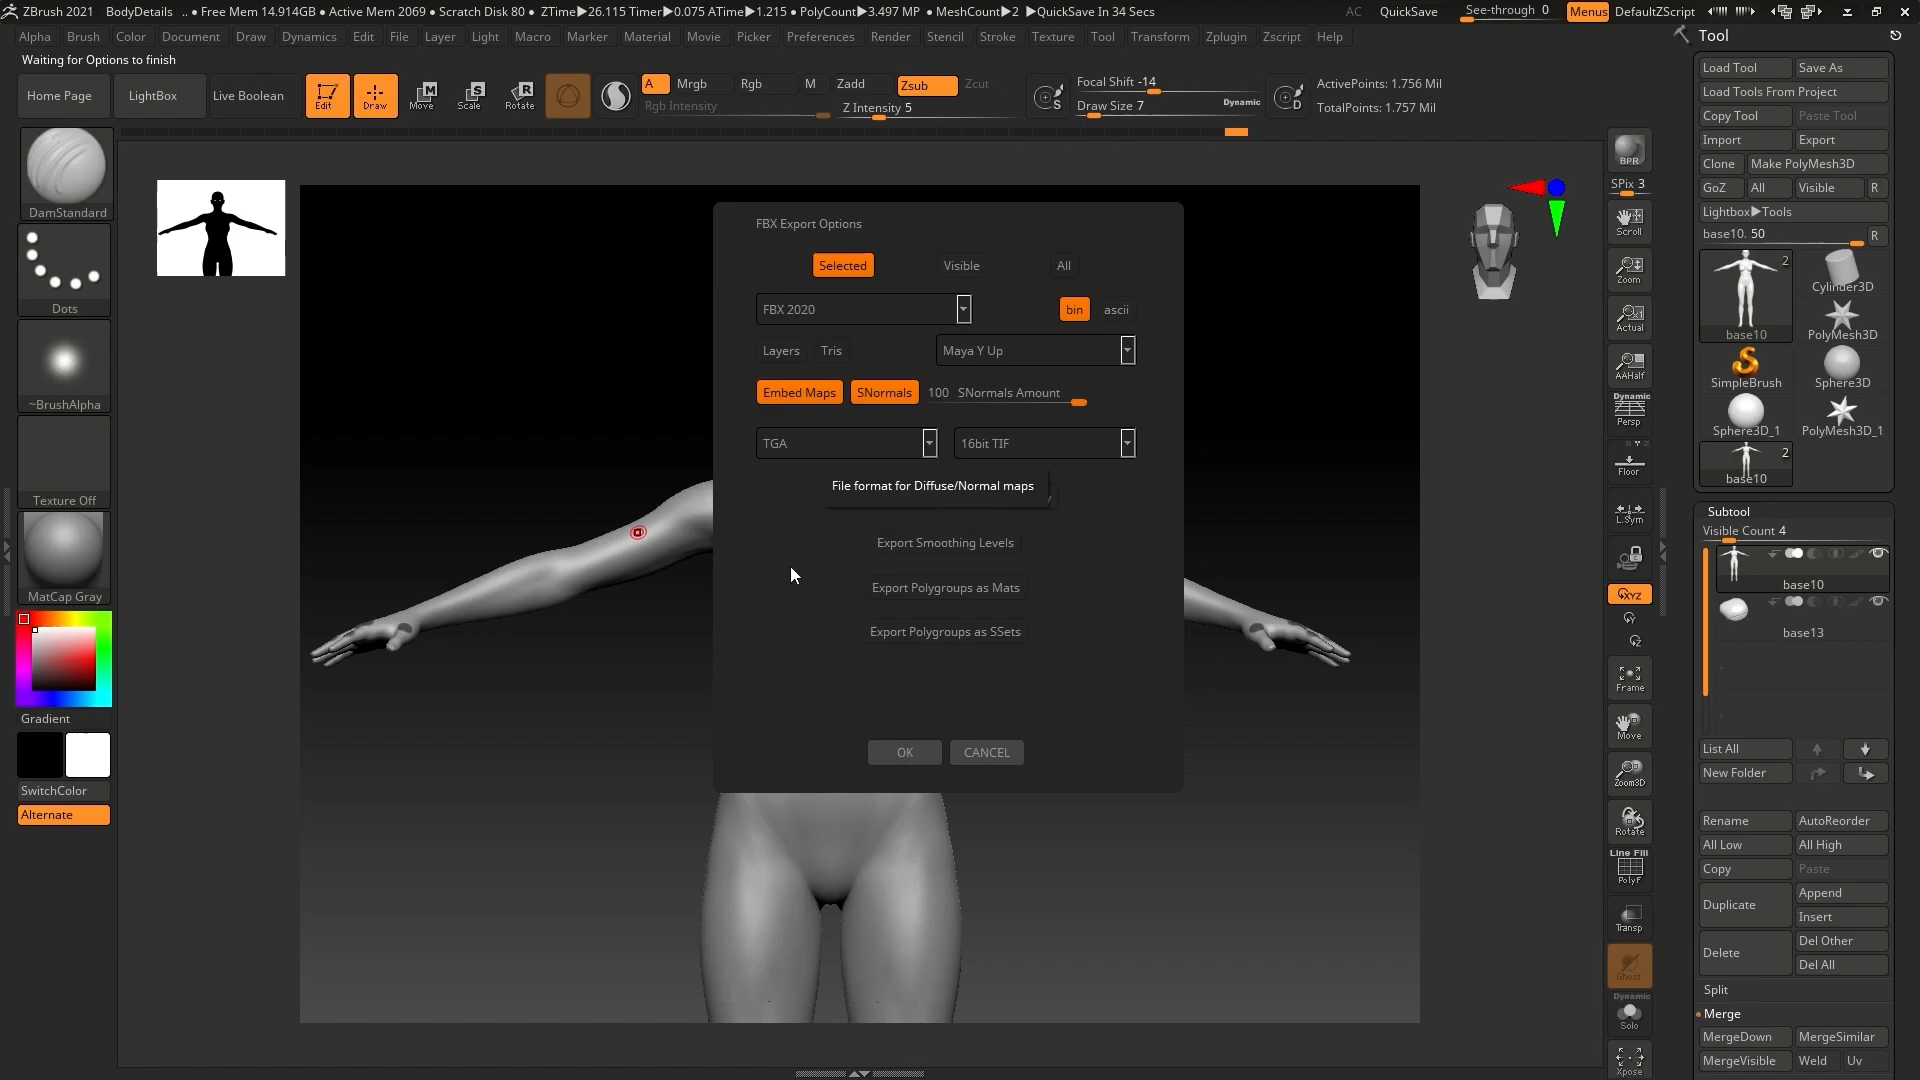 ZBrush 2021 BodyDetails .. ● Free Mem 14.914GB ● Active Mem 2069 ● Scratch Disk 80 ● ZTime▶26.115 Timer▶0.075 ATime▶1.215 ● PolyCount▶3.497 MP ● MeshCount▶2 ▶QuickSave In 34 Secs AC QuickSave See-through 0 Menus DefaultZScript
Alpha Brush Color Document Draw Dynamics Edit File Layer Light Macro Marker Material Movie Picker Preferences Render Stencil Stroke Texture Tool Transform Zplugin Zscript Help
Tool
Waiting for Options to finish
Home Page LightBox Live Boolean Edit Draw Move Scale Rotate
A Mrgb Rgb M Zadd Zsub Zcut
Rgb Intensity Z Intensity 5
Focal Shift -14
Draw Size 7 Dynamic
ActivePoints: 1.756 Mil
TotalPoints: 1.757 Mil
DamStandard
Dots
~BrushAlpha
Texture Off
MatCap Gray
Gradient
SwitchColor
Alternate
FBX Export Options
Selected Visible All
FBX 2020 bin ascii
Layers Tris Maya Y Up
Embed Maps SNormals 100 SNormals Amount
TGA 16bit TIF
File format for Diffuse/Normal maps
Export Smoothing Levels
Export Polygroups as Mats
Export Polygroups as SSets
OK CANCEL
BPR
SPix 3
Scroll
Zoom
Actual
AAHalf
Dynamic
Persp
Floor
L.Sym
XYZ
Frame
Move
Zoom3D
Rotate
Line Fill
PolyF
Transp
Ghost
Dynamic
Solo
Xpose
Load Tool Save As
Load Tools From Project
Copy Tool Paste Tool
Import Export
Clone Make PolyMesh3D
GoZ All Visible R
Lightbox▶Tools
base10. 50 R
2
base10
Cylinder3D
PolyMesh3D
SimpleBrush Sphere3D
Sphere3D_1 PolyMesh3D_1
2
base10
Subtool
Visible Count 4
base10
base13
List All
New Folder
Rename AutoReorder
All Low All High
Copy Paste
Duplicate Append
Insert
Delete Del Other
Del All
Split
Merge
MergeDown MergeSimilar
MergeVisible Weld Uv